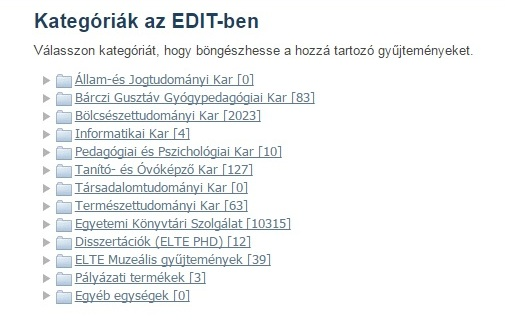 Kategóriák az EDIT-ben
Válasszon kategóriát, hogy böngészhesse a hozzá tartozó gyűjteményeket.
Állam-és Jogtudományi Kar [0]
Bárczi Gusztáv Gyógypedagógiai Kar [83]
Bölcsészettudományi Kar [2023]
Informatikai Kar [4]
Pedagógiai és Pszichológiai Kar [10]
Tanító- és Óvóképző Kar [127]
Társadalomtudományi Kar [0]
Természettudományi Kar [63]
Egyetemi Könyvtári Szolgálat [10315]
Disszertációk (ELTE PHD) [12]
ELTE Muzeális gyűjtemények [39]
Pályázati termékek [3]
Egyéb egységek [0]